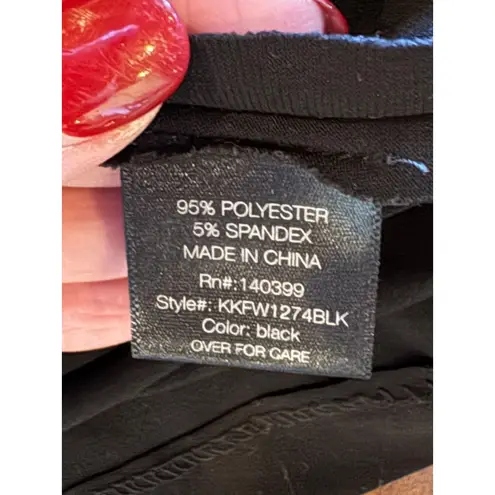 95% POLYESTER
5% SPANDEX
MADE IN CHINA
Rn#:140399
Style#: KKFW1274BLK
Color: black
OVER FOR CARE